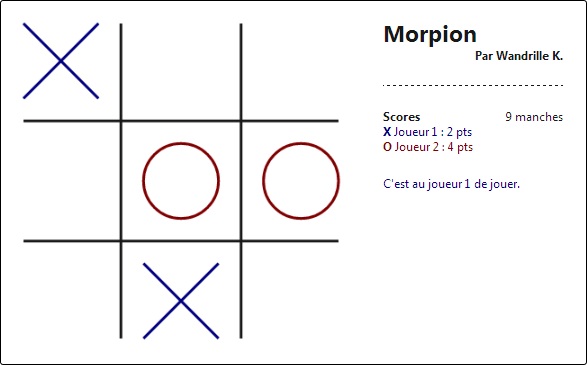 Morpion
Par Wandrille K.
Scores 9 manches
X Joueur 1 : 2 pts
O Joueur 2 : 4 pts
C'est au joueur 1 de jouer.